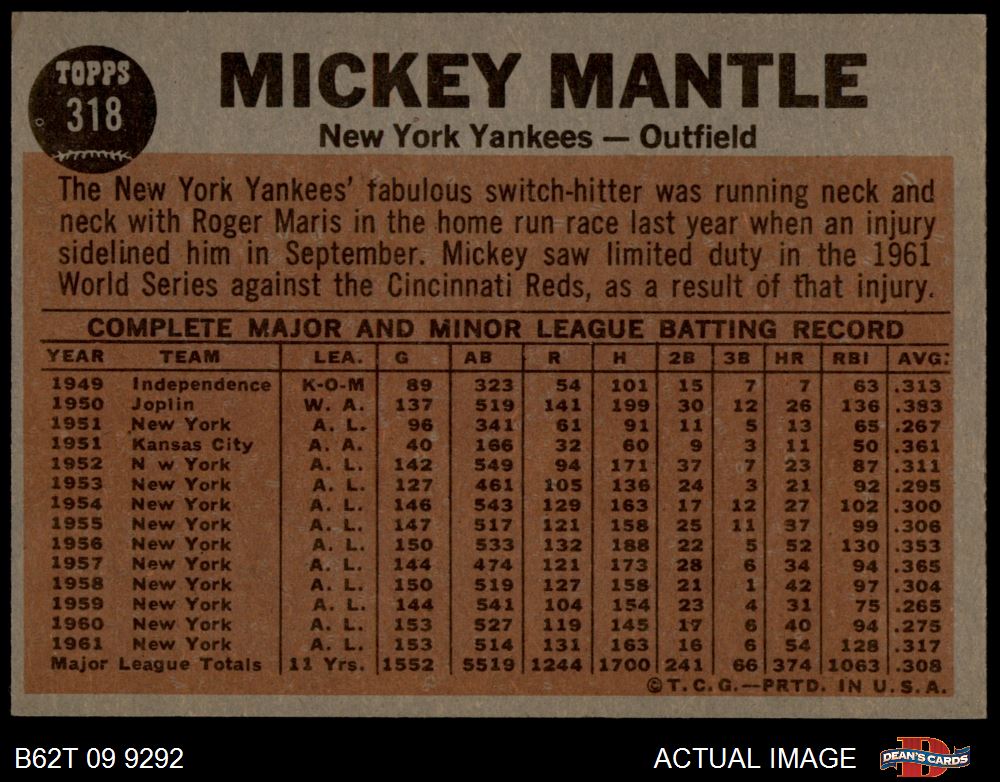 TOPPS
318
MICKEY MANTLE
New York Yankees — Outfield
The New York Yankees' fabulous switch-hitter was running neck and
neck with Roger Maris in the home run race last year when an injury
sidelined him in September. Mickey saw limited duty in the 1961
World Series against the Cincinnati Reds, as a result of that injury.
COMPLETE MAJOR AND MINOR LEAGUE BATTING RECORD
YEAR TEAM LEA. G AB R H 2B 3B HR RBI AVG.
1949 Independence K-O-M 89 323 54 101 15 7 7 63 .313
1950 Joplin W. A. 137 519 141 199 30 12 26 136 .383
1951 New York A. L. 96 341 61 91 11 5 13 65 .267
1951 Kansas City A. A. 40 166 32 60 9 3 11 50 .361
1952 N w York A. L. 142 549 94 171 37 7 23 87 .311
1953 New York A. L. 127 461 105 136 24 3 21 92 .295
1954 New York A. L. 146 543 129 163 17 12 27 102 .300
1955 New York A. L. 147 517 121 158 25 11 37 99 .306
1956 New York A. L. 150 533 132 188 22 5 52 130 .353
1957 New York A. L. 144 474 121 173 28 6 34 94 .365
1958 New York A. L. 150 519 127 158 21 1 42 97 .304
1959 New York A. L. 144 541 104 154 23 4 31 75 .265
1960 New York A. L. 153 527 119 145 17 6 40 94 .275
1961 New York A. L. 153 514 131 163 16 6 54 128 .317
Major League Totals 11 Yrs. 1552 5519 1244 1700 241 66 374 1063 .308
©T.C.G.—PRTD. IN U.S.A.
B62T 09 9292
ACTUAL IMAGE
DEAN'S CARDS